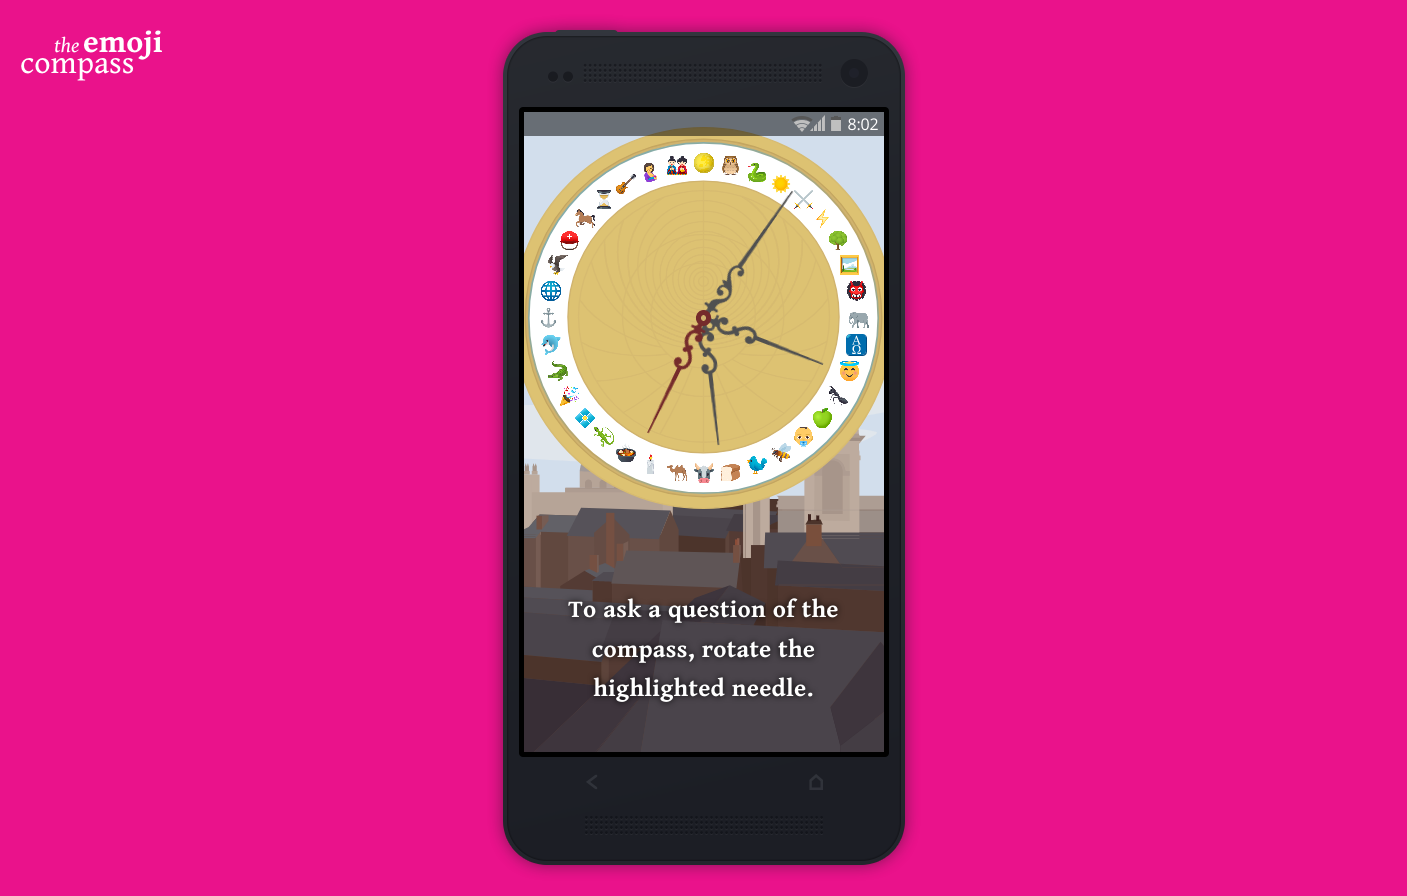 the emoji
compass
8:02
Α
Ω
To ask a question of the
compass, rotate the
highlighted needle.